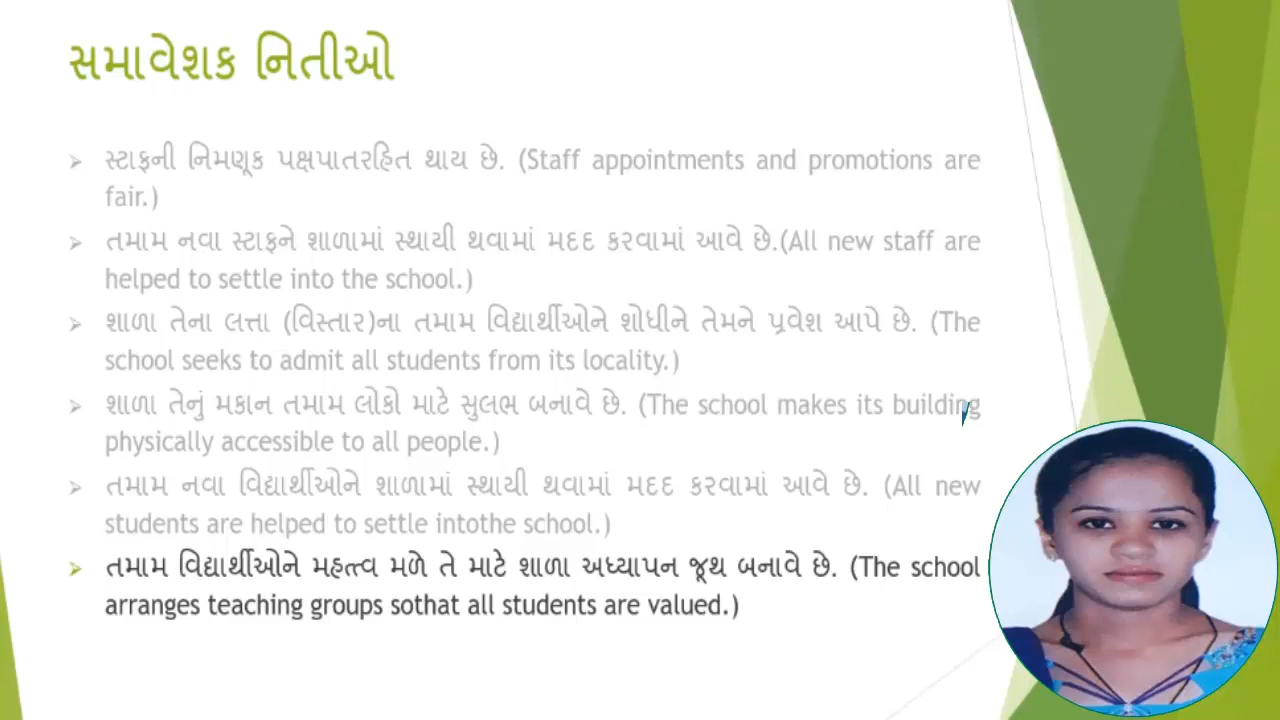 સમાવેશક નિતીઓ
સ્ટાફની નિમણૂક પક્ષપાતરહિત થાય છે. (Staff appointments and promotions are
fair.)
તમામ નવા સ્ટાફને શાળામાં સ્થાયી થવામાં મદદ કરવામાં આવે છે.(All new staff are
helped to settle into the school.)
શાળા તેના લત્તા (વિસ્તાર)ના તમામ વિદ્યાર્થીઓને શોધીને તેમને પ્રવેશ આપે છે. (The
school seeks to admit all students from its locality.)
શાળા તેનું મકાન તમામ લોકો માટે સુલભ બનાવે છે. (The school makes its building
physically accessible to all people.)
તમામ નવા વિદ્યાર્થીઓને શાળામાં સ્થાયી થવામાં મદદ કરવામાં આવે છે. (All new
students are helped to settle intothe school.)
તમામ વિદ્યાર્થીઓને મહત્ત્વ મળે તે માટે શાળા અધ્યાપન જૂથ બનાવે છે. (The school
arranges teaching groups sothat all students are valued.)